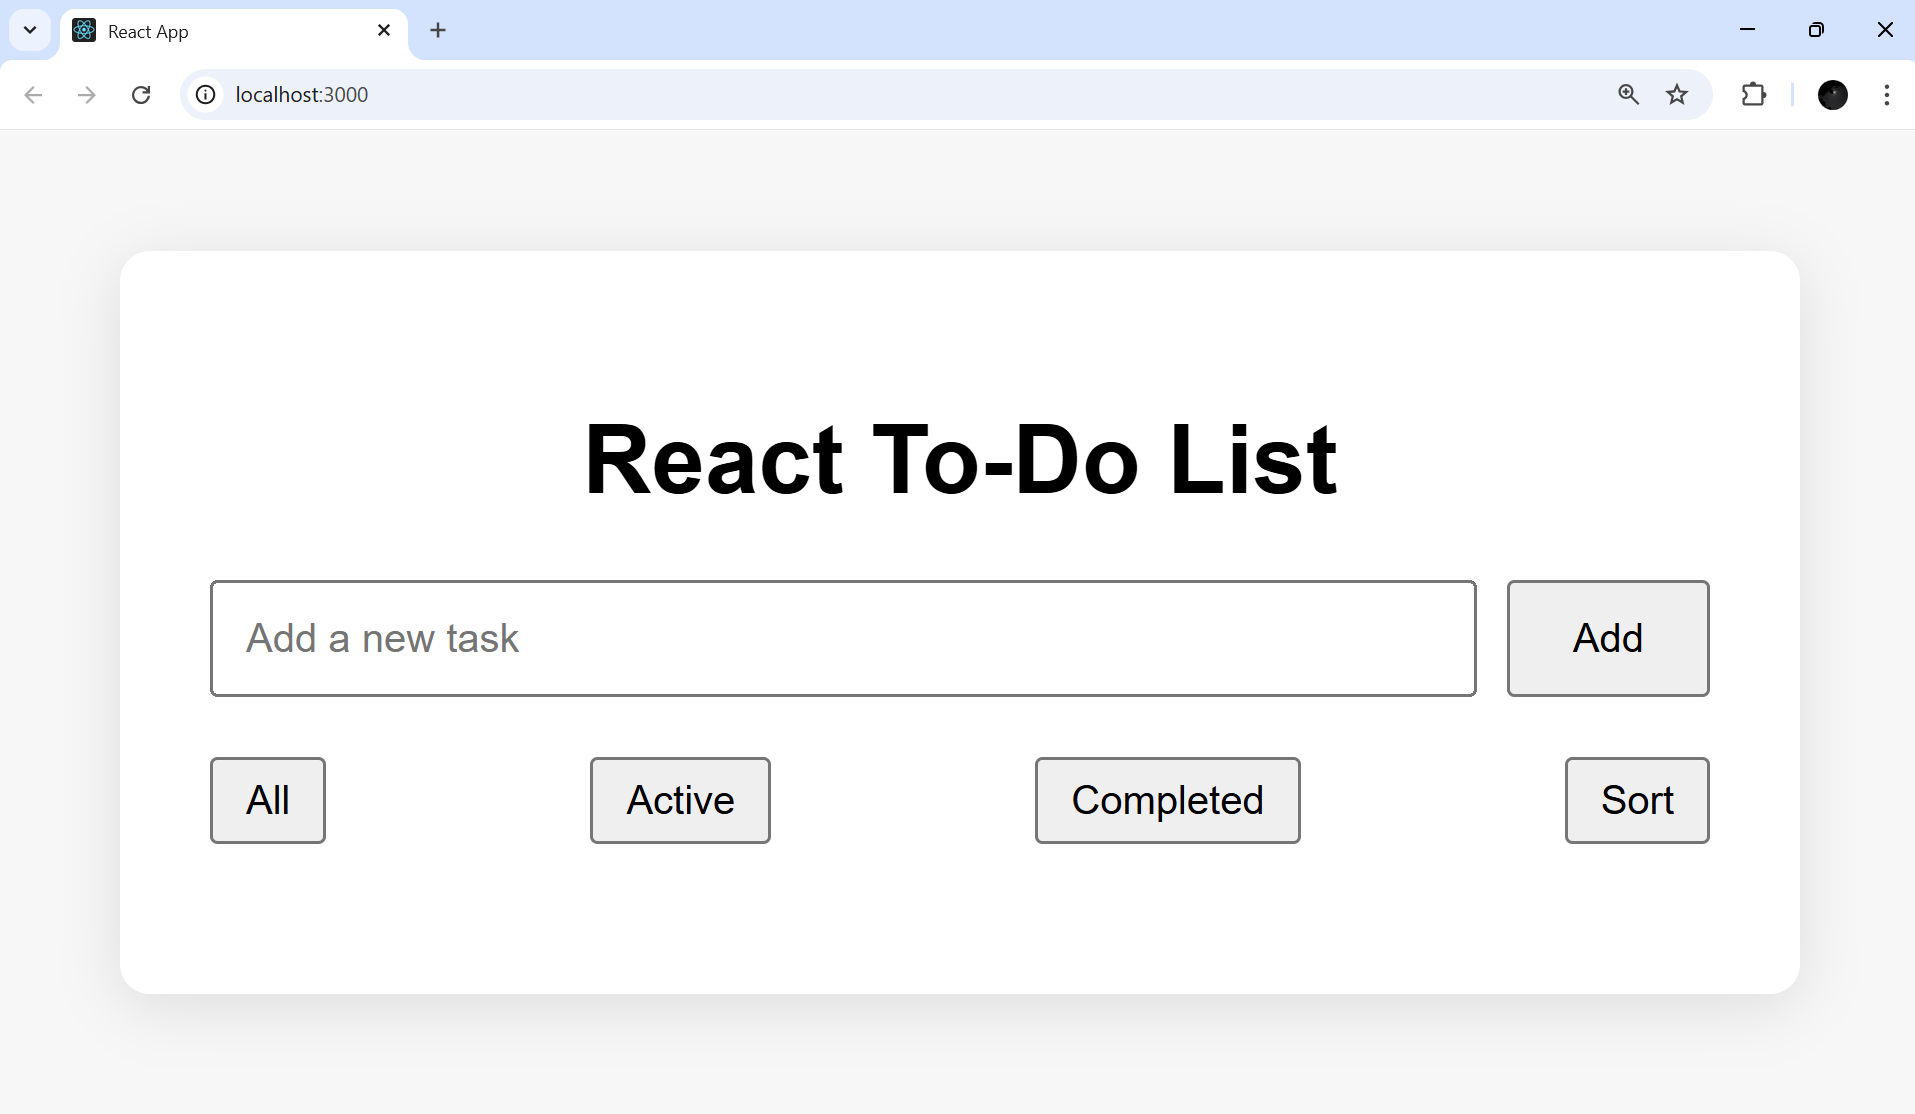 React App
localhost:3000
React To-Do List
Add a new task Add
All Active Completed Sort